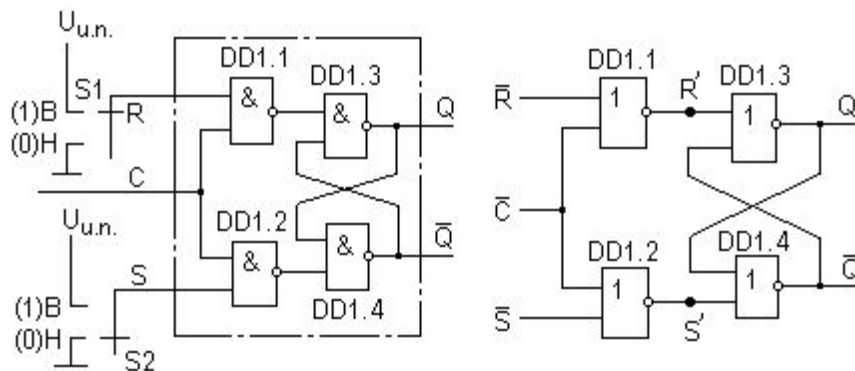 Uu.n.
S1
(1)B
R
(0)H
C
Uu.n.
S
(1)B
(0)H
S2
DD1.1
&
DD1.3
&
Q
DD1.2
&
&
Q̅
DD1.4
DD1.1
R̅
1
R'
DD1.3
1
Q
C̅
DD1.2
1
S̅
S'
DD1.4
1
Q̅